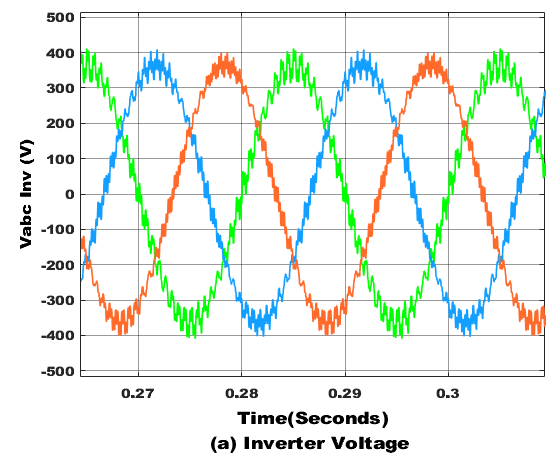 500
400
300
200
100
0
-100
-200
-300
-400
-500
Vabc Inv (V)
0.27 0.28 0.29 0.3
Time(Seconds)
(a) Inverter Voltage